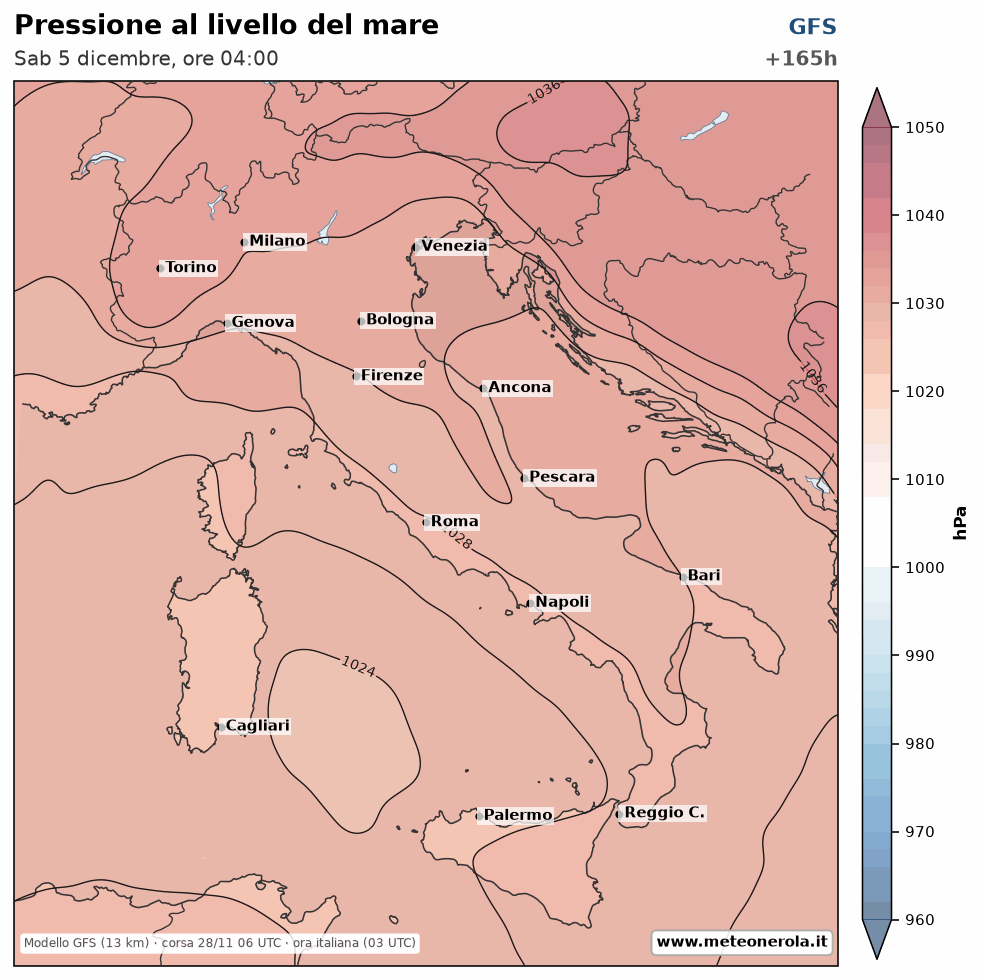 Pressione al livello del mare
GFS
Sab 5 dicembre, ore 04:00
+165h
1036
Milano
Venezia
Torino
Genova
Bologna
Firenze
Ancona
1036
Pescara
Roma
1028
Bari
Napoli
1024
Cagliari
Palermo
Reggio C.
Modello GFS (13 km) · corsa 28/11 06 UTC · ora italiana (03 UTC)
www.meteonerola.it
1050
1040
1030
1020
1010
1000
990
980
970
960
hPa